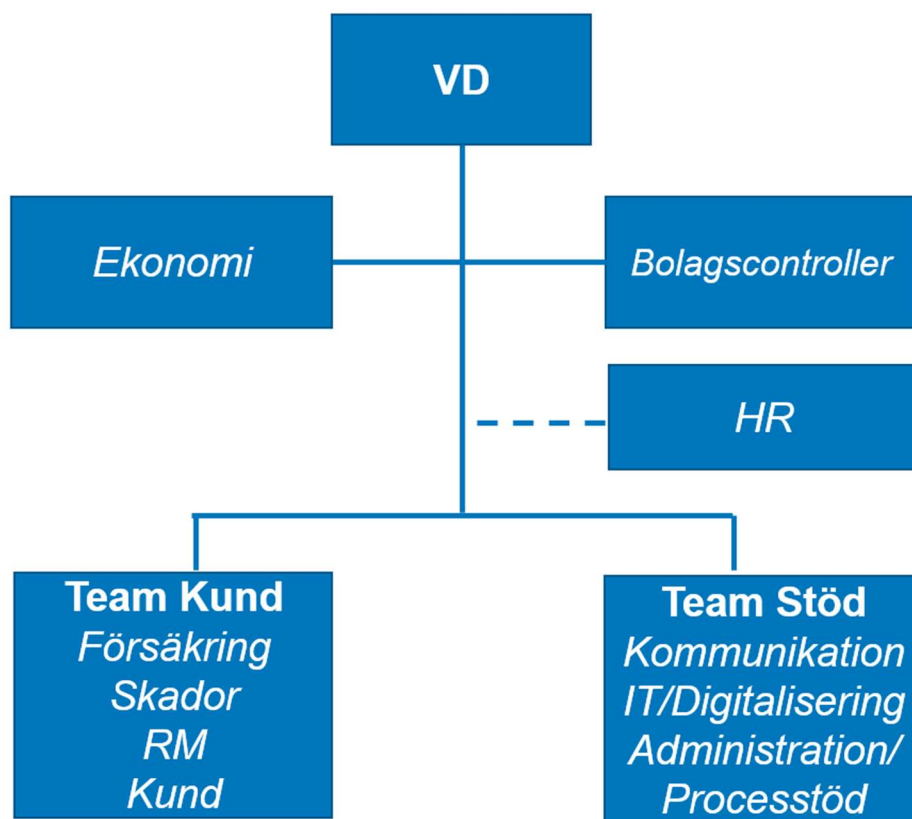 VD
Ekonomi
Bolagscontroller
HR
Team Kund
Försäkring
Skador
RM
Kund
Team Stöd
Kommunikation
IT/Digitalisering
Administration/
Processtöd